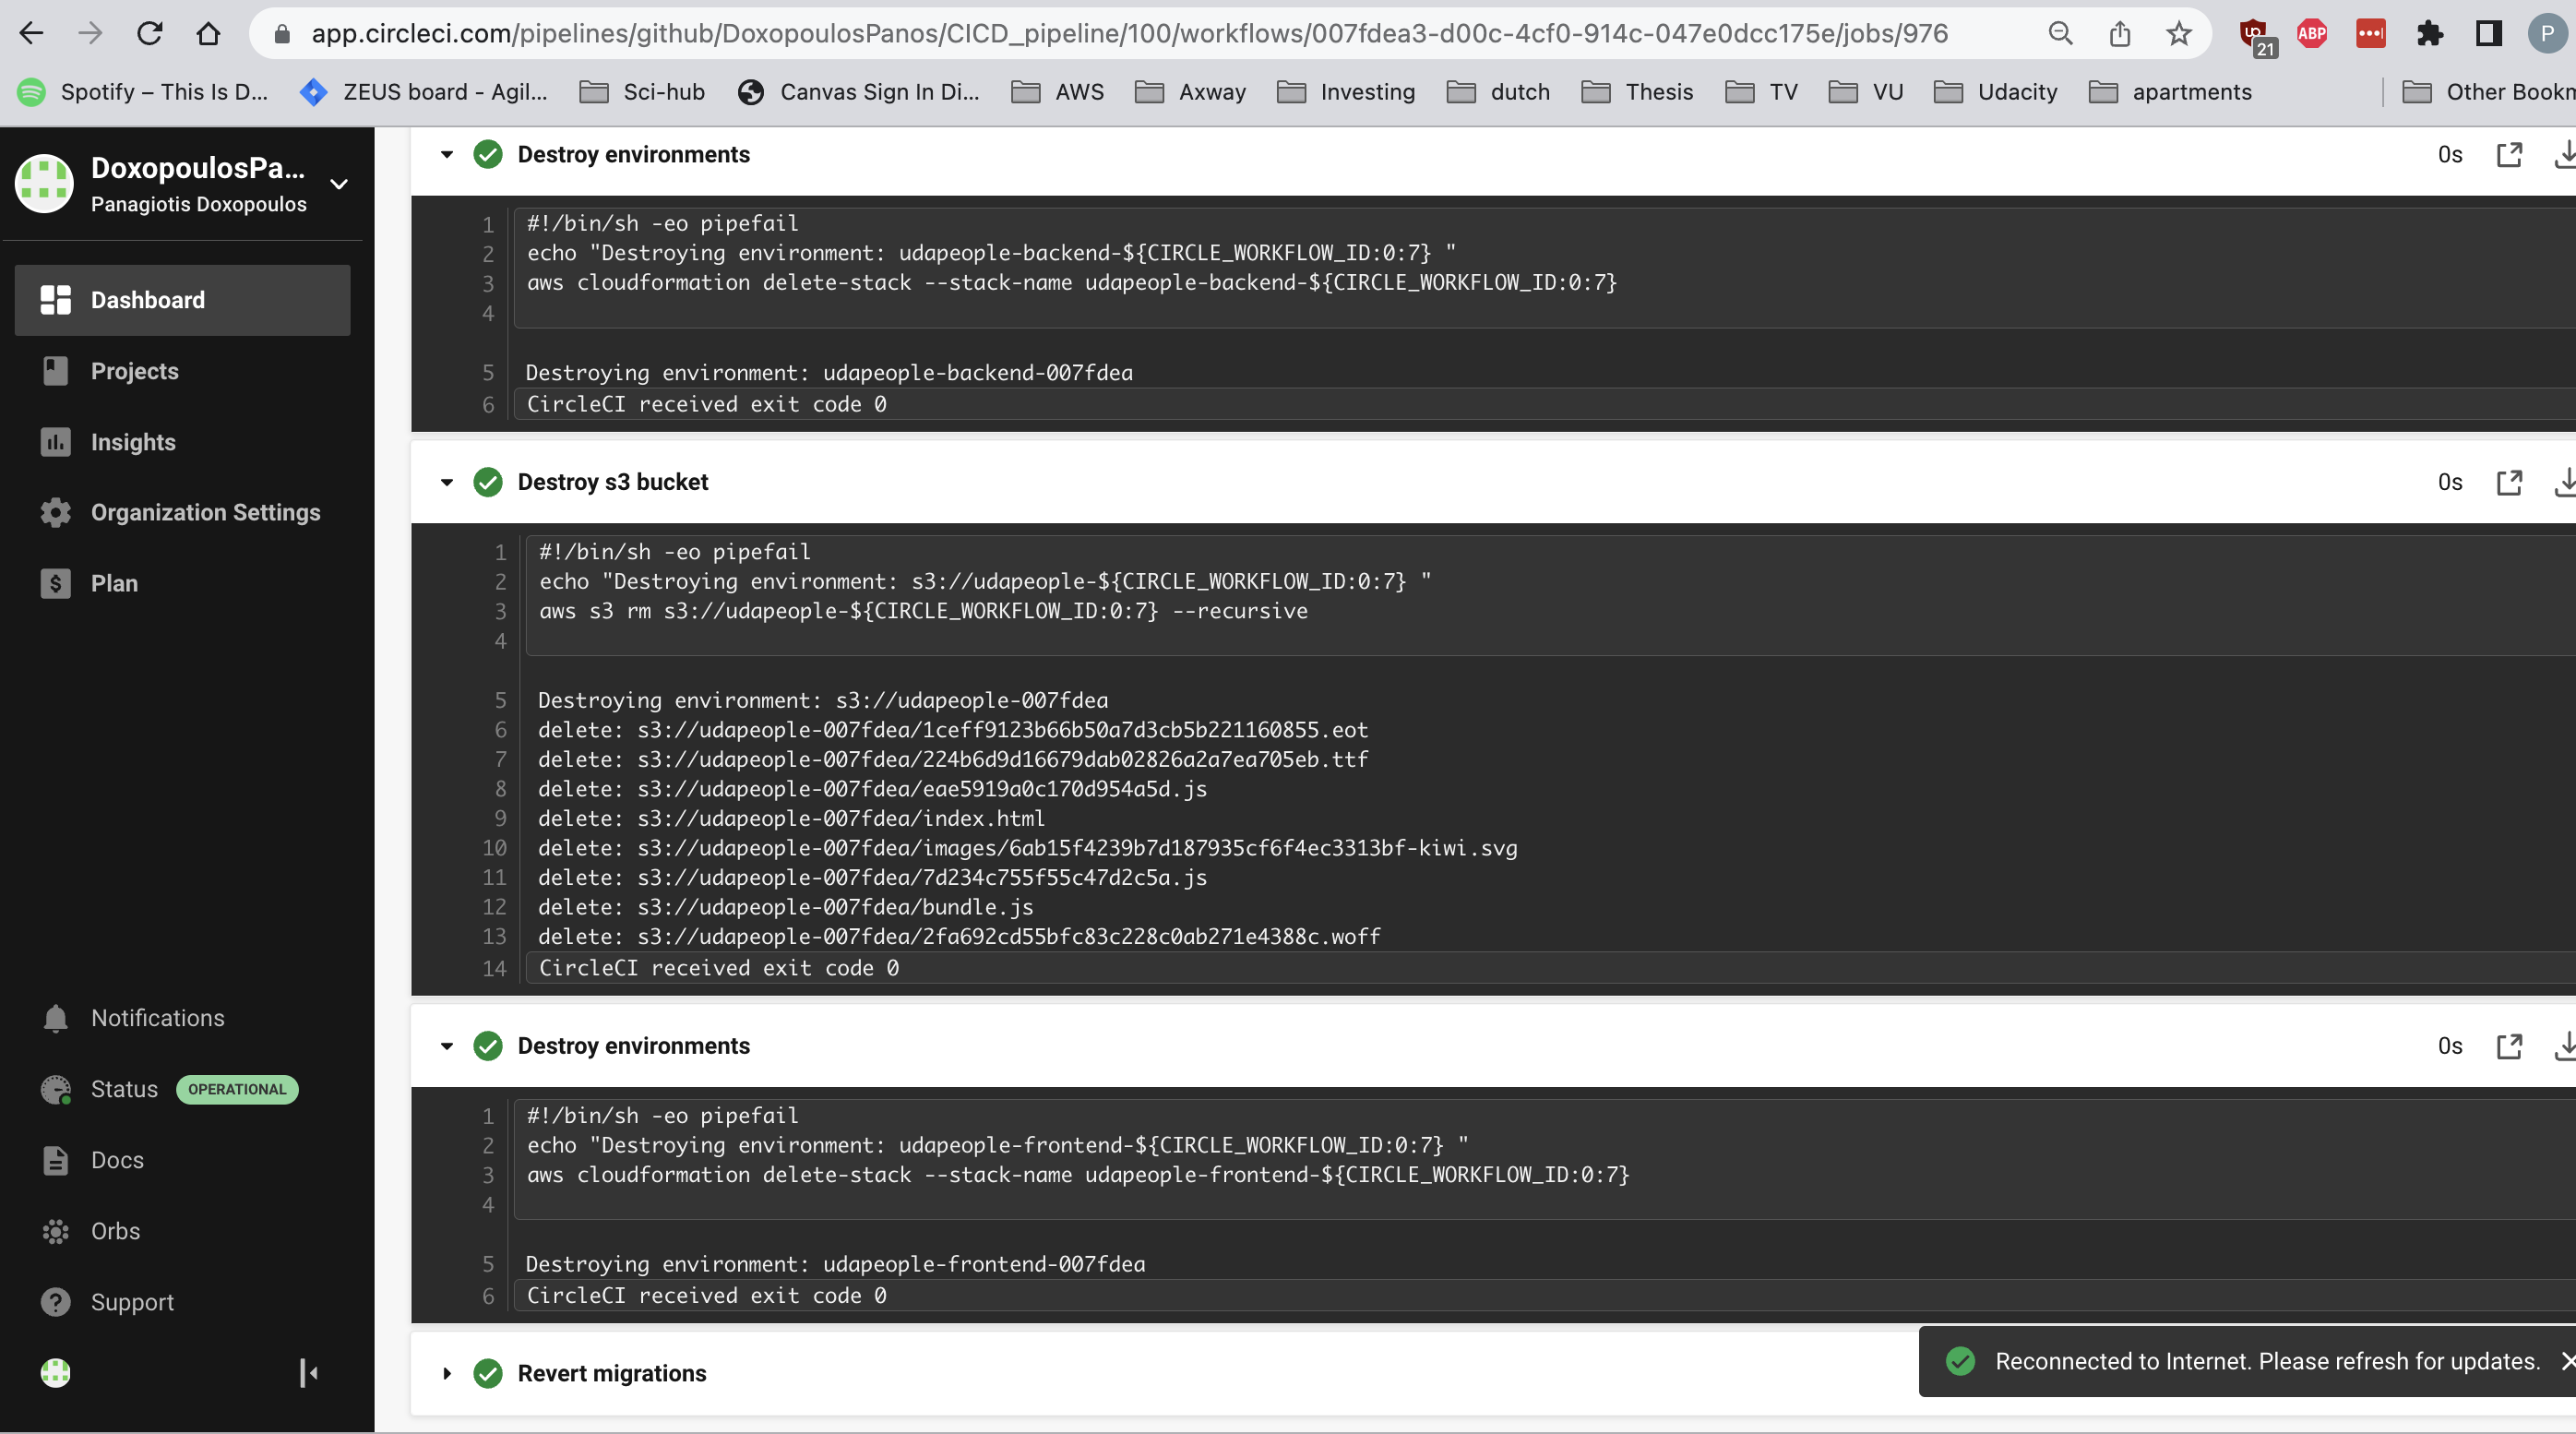 app.circleci.com/pipelines/github/DoxopoulosPanos/CICD_pipeline/100/workflows/007fdea3-d00c-4cf0-914c-047e0dcc175e/jobs/976
21
ABP
P
Spotify – This Is D...
ZEUS board - Agil...
Sci-hub
Canvas Sign In Di...
AWS
Axway
Investing
dutch
Thesis
TV
VU
Udacity
apartments
Other Bookm
DoxopoulosPa...
Panagiotis Doxopoulos
Dashboard
Projects
Insights
Organization Settings
Plan
Notifications
Status OPERATIONAL
Docs
Orbs
Support
Destroy environments
0s
1 #!/bin/sh -eo pipefail
2 echo "Destroying environment: udapeople-backend-${CIRCLE_WORKFLOW_ID:0:7} "
3 aws cloudformation delete-stack --stack-name udapeople-backend-${CIRCLE_WORKFLOW_ID:0:7}
4
5 Destroying environment: udapeople-backend-007fdea
6 CircleCI received exit code 0
Destroy s3 bucket
0s
1 #!/bin/sh -eo pipefail
2 echo "Destroying environment: s3://udapeople-${CIRCLE_WORKFLOW_ID:0:7} "
3 aws s3 rm s3://udapeople-${CIRCLE_WORKFLOW_ID:0:7} --recursive
4
5 Destroying environment: s3://udapeople-007fdea
6 delete: s3://udapeople-007fdea/1ceff9123b66b50a7d3cb5b221160855.eot
7 delete: s3://udapeople-007fdea/224b6d9d16679dab02826a2a7ea705eb.ttf
8 delete: s3://udapeople-007fdea/eae5919a0c170d954a5d.js
9 delete: s3://udapeople-007fdea/index.html
10 delete: s3://udapeople-007fdea/images/6ab15f4239b7d187935cf6f4ec3313bf-kiwi.svg
11 delete: s3://udapeople-007fdea/7d234c755f55c47d2c5a.js
12 delete: s3://udapeople-007fdea/bundle.js
13 delete: s3://udapeople-007fdea/2fa692cd55bfc83c228c0ab271e4388c.woff
14 CircleCI received exit code 0
Destroy environments
0s
1 #!/bin/sh -eo pipefail
2 echo "Destroying environment: udapeople-frontend-${CIRCLE_WORKFLOW_ID:0:7} "
3 aws cloudformation delete-stack --stack-name udapeople-frontend-${CIRCLE_WORKFLOW_ID:0:7}
4
5 Destroying environment: udapeople-frontend-007fdea
6 CircleCI received exit code 0
Revert migrations
Reconnected to Internet. Please refresh for updates.